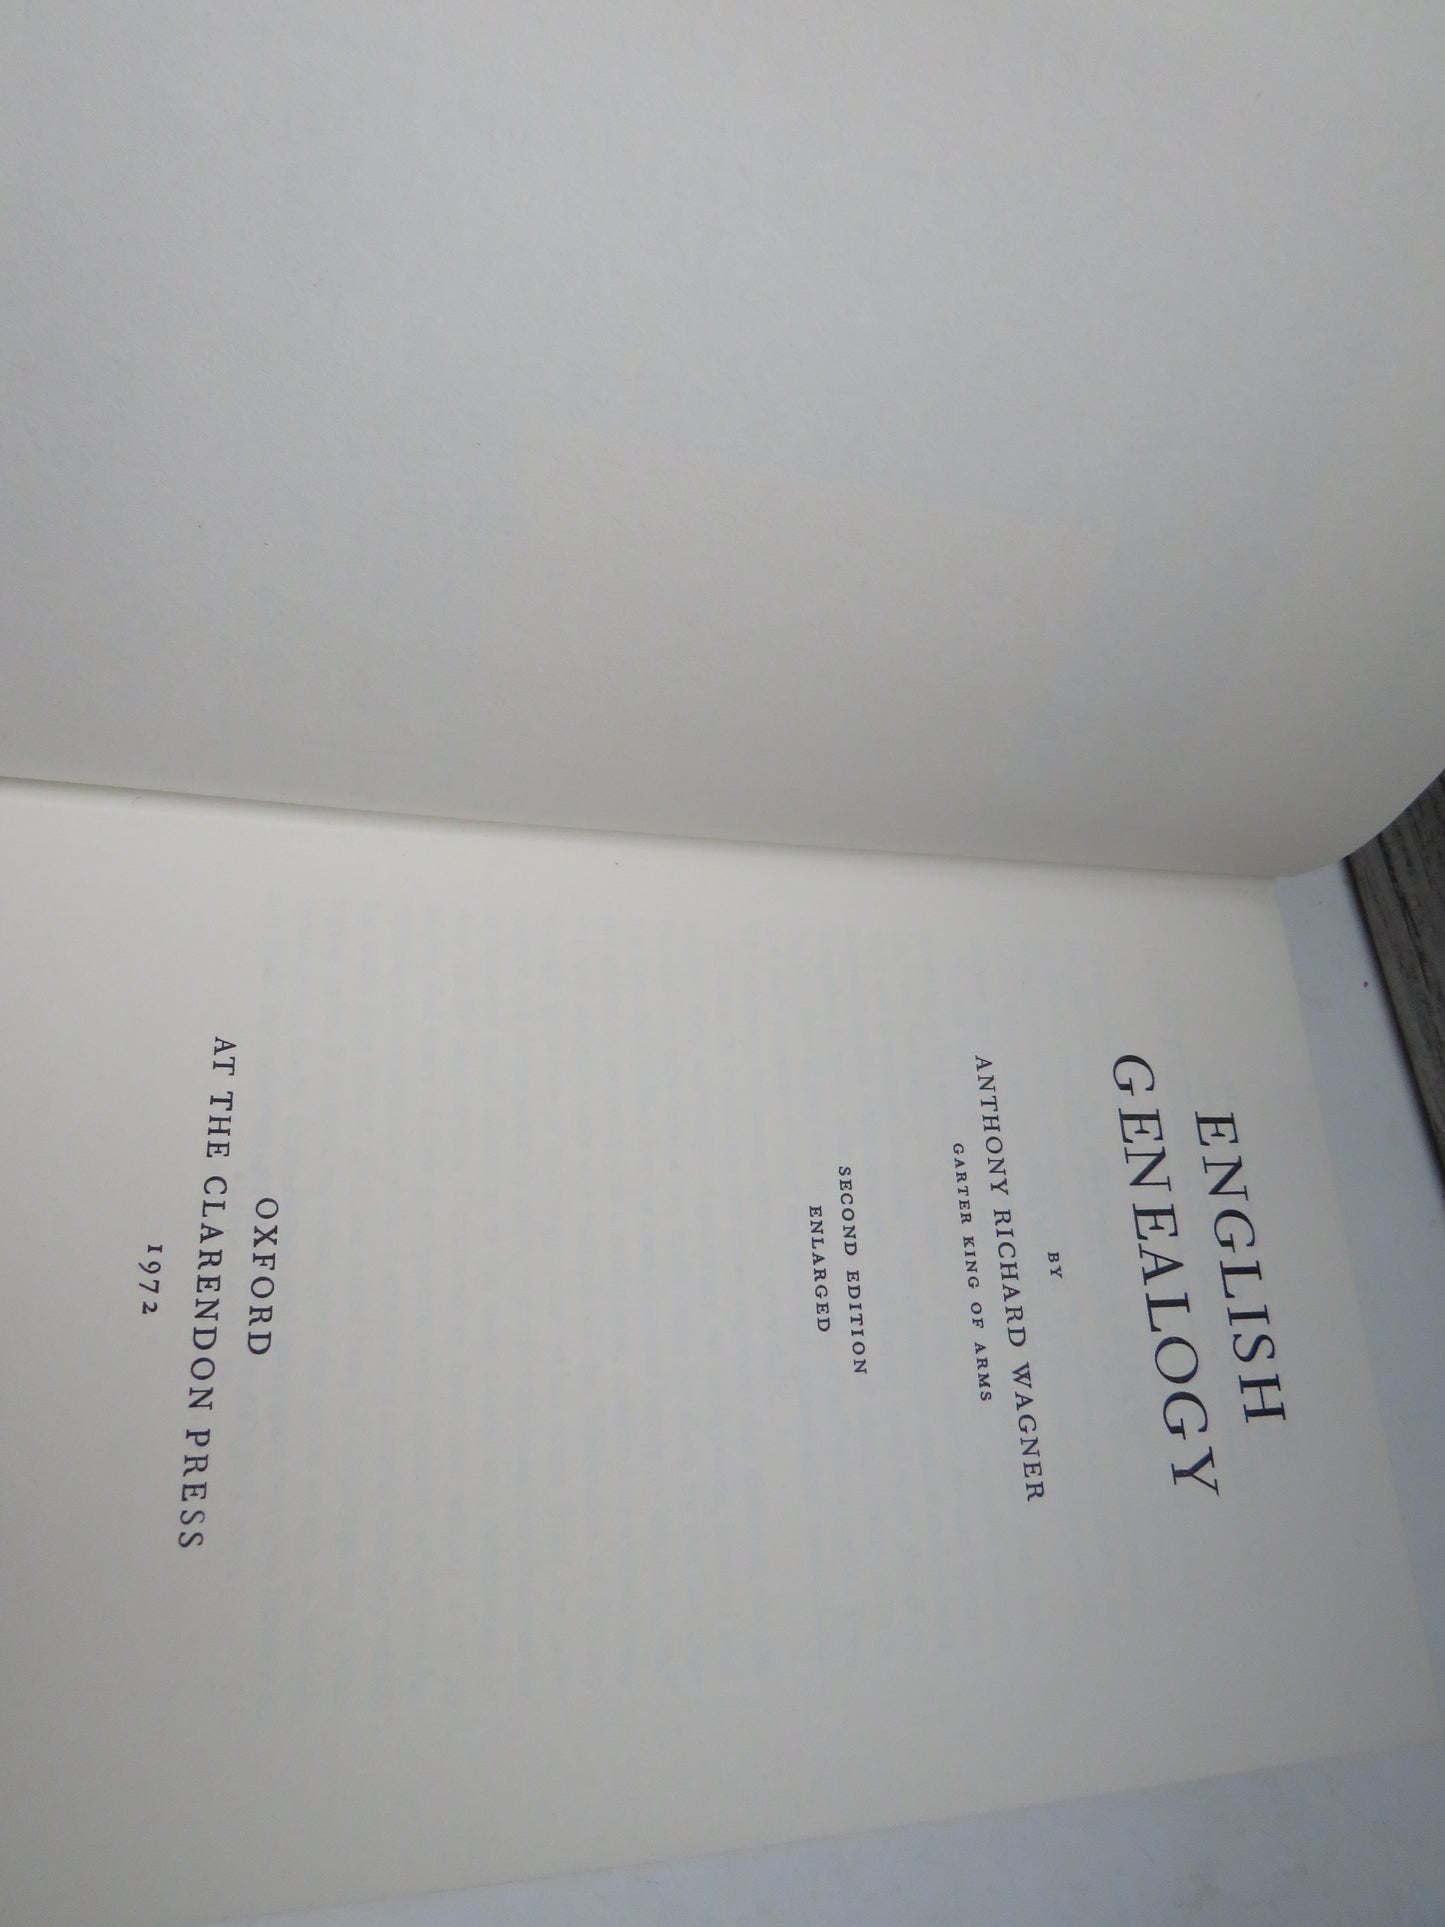 ENGLISH
GENEALOGY
BY
ANTHONY RICHARD WAGNER
GARTER KING OF ARMS
SECOND EDITION
ENLARGED
OXFORD
AT THE CLARENDON PRESS
1972